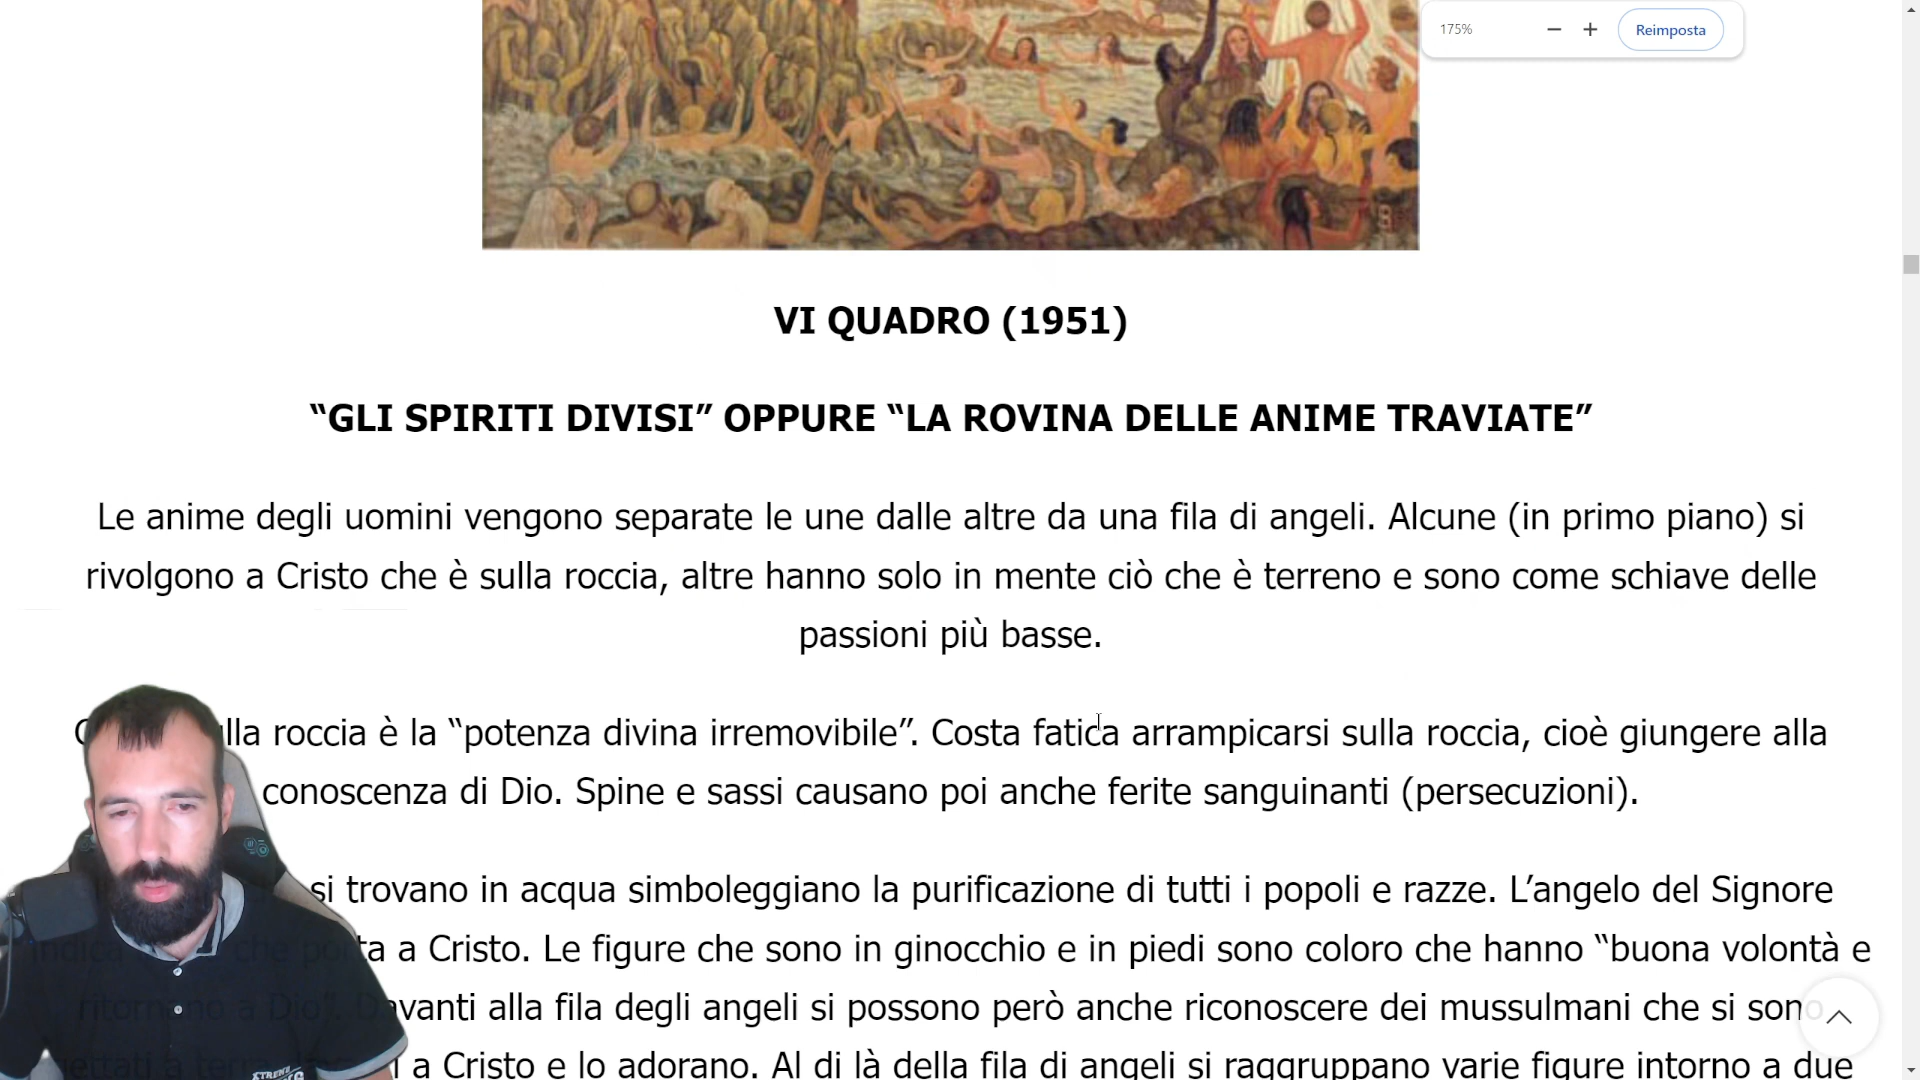 175%
Reimposta
VI QUADRO (1951)
“GLI SPIRITI DIVISI” OPPURE “LA ROVINA DELLE ANIME TRAVIATE”
Le anime degli uomini vengono separate le une dalle altre da una fila di angeli. Alcune (in primo piano) si
rivolgono a Cristo che è sulla roccia, altre hanno solo in mente ciò che è terreno e sono come schiave delle
passioni più basse.
roccia è la “potenza divina irremovibile”. Costa fatica arrampicarsi sulla roccia, cioè giungere alla
conoscenza di Dio. Spine e sassi causano poi anche ferite sanguinanti (persecuzioni).
si trovano in acqua simboleggiano la purificazione di tutti i popoli e razze. L’angelo del Signore
a Cristo. Le figure che sono in ginocchio e in piedi sono coloro che hanno “buona volontà e
ritornano a Dio”. Davanti alla fila degli angeli si possono però anche riconoscere dei mussulmani che si sono
a Cristo e lo adorano. Al di là della fila di angeli si raggruppano varie figure intorno a due